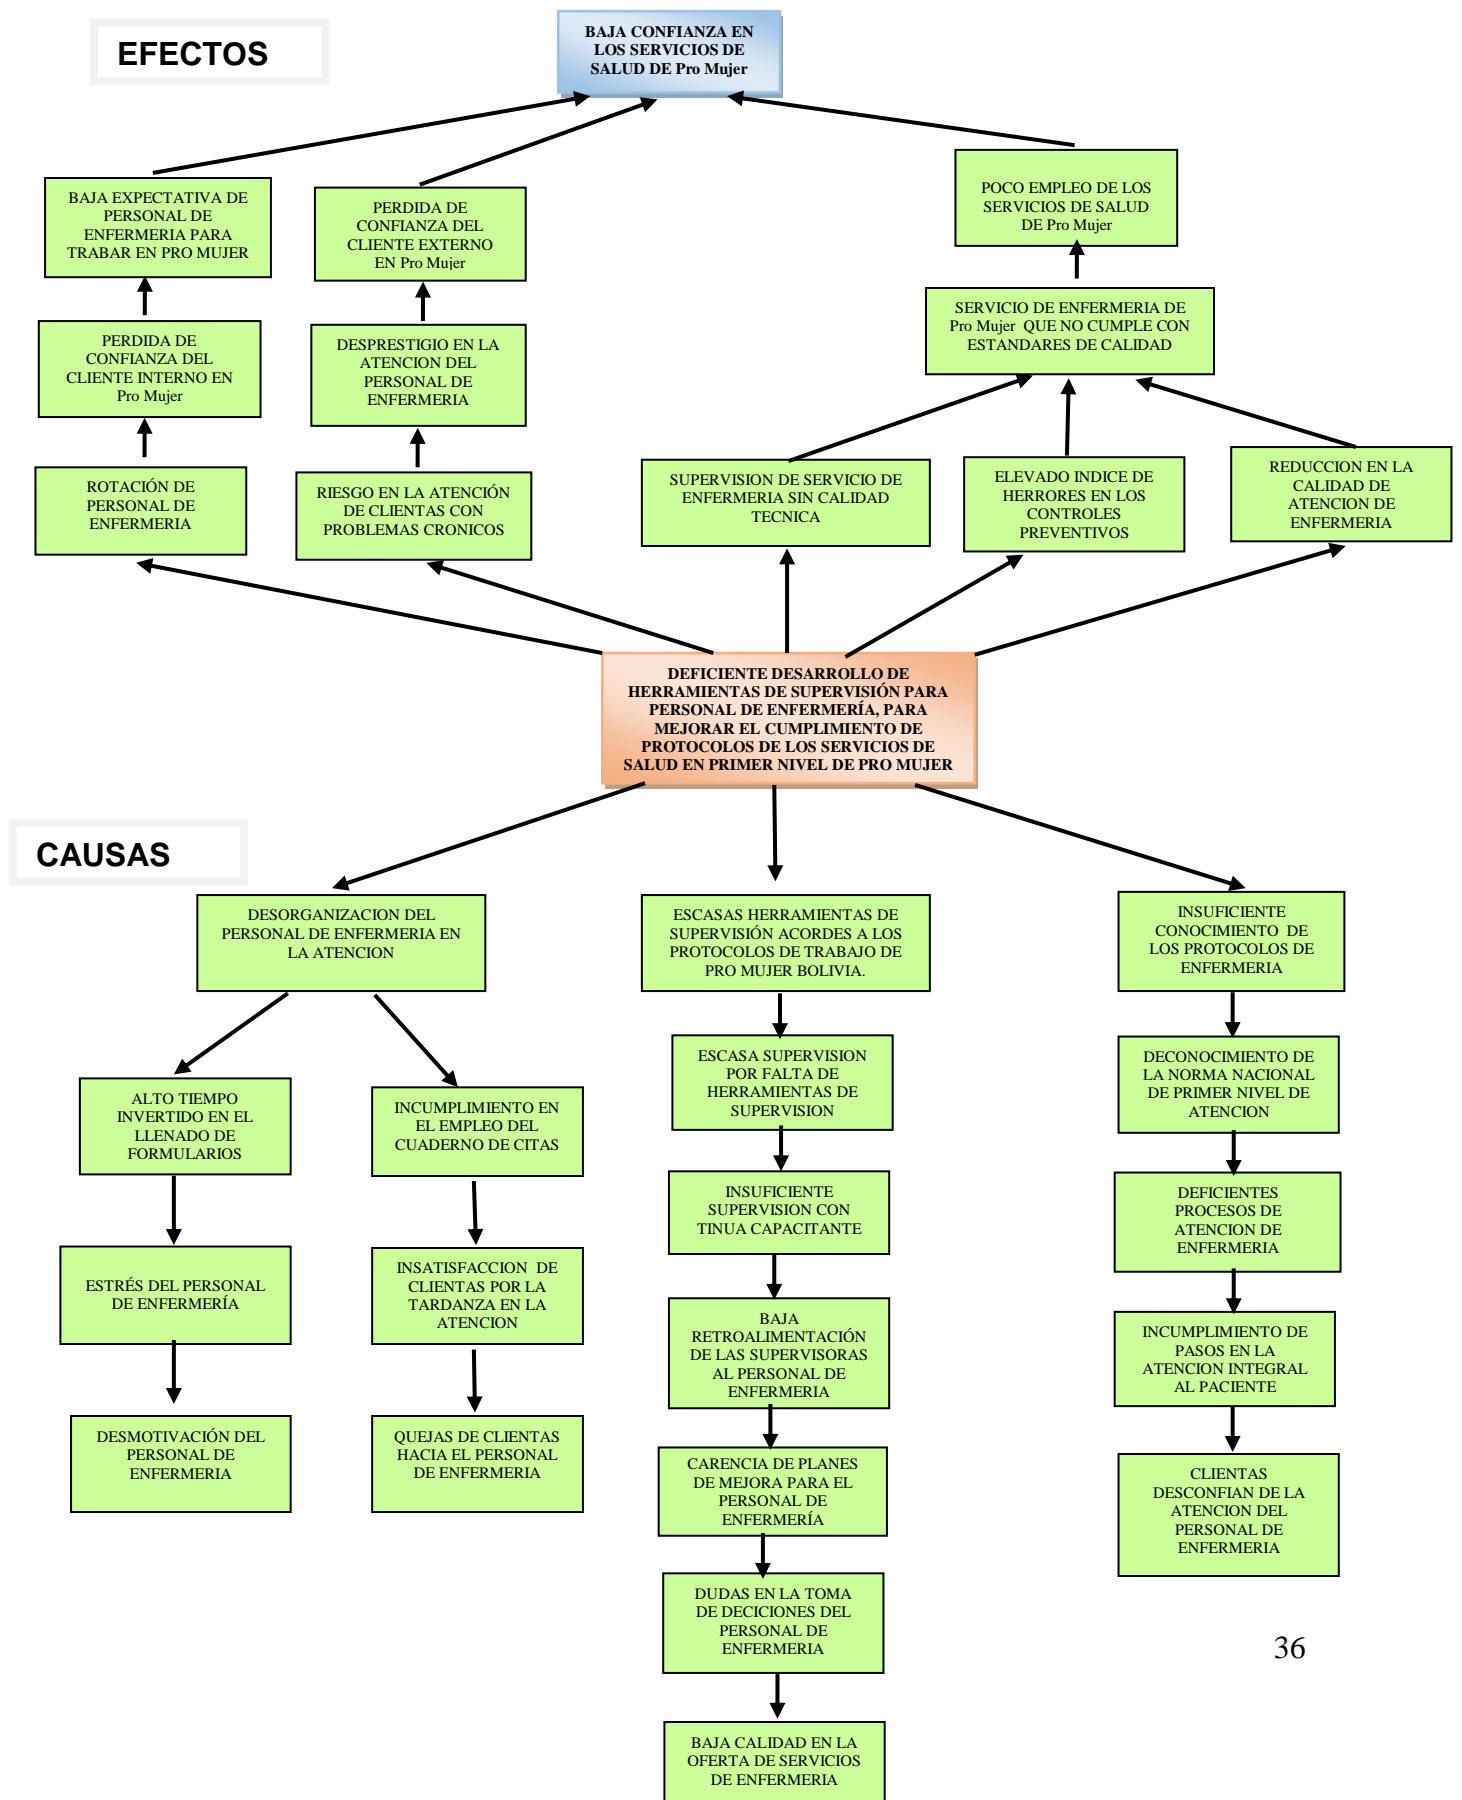 EFECTOS
BAJA CONFIANZA EN
LOS SERVICIOS DE
SALUD DE Pro Mujer
BAJA EXPECTATIVA DE
PERSONAL DE
ENFERMERIA PARA
TRABAR EN PRO MUJER
PERDIDA DE
CONFIANZA DEL
CLIENTE EXTERNO
EN Pro Mujer
POCO EMPLEO DE LOS
SERVICIOS DE SALUD
DE Pro Mujer
PERDIDA DE
CONFIANZA DEL
CLIENTE INTERNO EN
Pro Mujer
DESPRESTIGIO EN LA
ATENCION DEL
PERSONAL DE
ENFERMERIA
SERVICIO DE ENFERMERIA DE
Pro Mujer QUE NO CUMPLE CON
ESTANDARES DE CALIDAD
ROTACIÓN DE
PERSONAL DE
ENFERMERIA
RIESGO EN LA ATENCIÓN
DE CLIENTAS CON
PROBLEMAS CRONICOS
SUPERVISION DE SERVICIO DE
ENFERMERIA SIN CALIDAD
TECNICA
ELEVADO INDICE DE
HERRORES EN LOS
CONTROLES
PREVENTIVOS
REDUCCION EN LA
CALIDAD DE
ATENCION DE
ENFERMERIA
DEFICIENTE DESARROLLO DE
HERRAMIENTAS DE SUPERVISIÓN PARA
PERSONAL DE ENFERMERÍA, PARA
MEJORAR EL CUMPLIMIENTO DE
PROTOCOLOS DE LOS SERVICIOS DE
SALUD EN PRIMER NIVEL DE PRO MUJER
CAUSAS
DESORGANIZACION DEL
PERSONAL DE ENFERMERIA EN
LA ATENCION
ESCASAS HERRAMIENTAS DE
SUPERVISIÓN ACORDES A LOS
PROTOCOLOS DE TRABAJO DE
PRO MUJER BOLIVIA.
INSUFICIENTE
CONOCIMIENTO DE
LOS PROTOCOLOS DE
ENFERMERIA
ALTO TIEMPO
INVERTIDO EN EL
LLENADO DE
FORMULARIOS
INCUMPLIMIENTO EN
EL EMPLEO DEL
CUADERNO DE CITAS
ESCASA SUPERVISION
POR FALTA DE
HERRAMIENTAS DE
SUPERVISION
DECONOCIMIENTO DE
LA NORMA NACIONAL
DE PRIMER NIVEL DE
ATENCION
INSUFICIENTE
SUPERVISION CON
TINUA CAPACITANTE
DEFICIENTES
PROCESOS DE
ATENCION DE
ENFERMERIA
ESTRÉS DEL PERSONAL
DE ENFERMERÍA
INSATISFACCION DE
CLIENTAS POR LA
TARDANZA EN LA
ATENCION
BAJA
RETROALIMENTACIÓN
DE LAS SUPERVISORAS
AL PERSONAL DE
ENFERMERIA
INCUMPLIMIENTO DE
PASOS EN LA
ATENCION INTEGRAL
AL PACIENTE
DESMOTIVACIÓN DEL
PERSONAL DE
ENFERMERIA
QUEJAS DE CLIENTAS
HACIA EL PERSONAL
DE ENFERMERIA
CARENCIA DE PLANES
DE MEJORA PARA EL
PERSONAL DE
ENFERMERÍA
CLIENTAS
DESCONFIAN DE LA
ATENCION DEL
PERSONAL DE
ENFERMERIA
DUDAS EN LA TOMA
DE DECICIONES DEL
PERSONAL DE
ENFERMERIA
36
BAJA CALIDAD EN LA
OFERTA DE SERVICIOS
DE ENFERMERIA